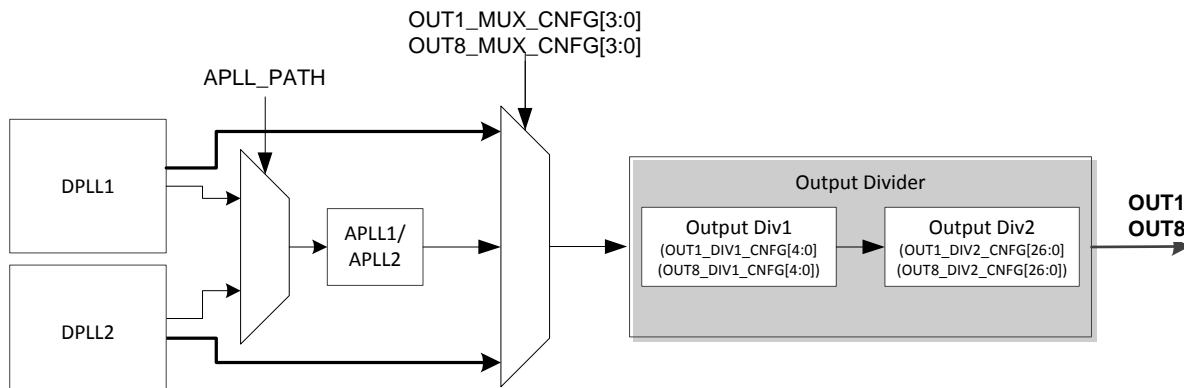 OUT1_MUX_CNFG[3:0]
OUT8_MUX_CNFG[3:0]
APLL_PATH
DPLL1
APLL1/
APLL2
DPLL2
Output Divider
Output Div1
(OUT1_DIV1_CNFG[4:0]
(OUT8_DIV1_CNFG[4:0])
Output Div2
(OUT1_DIV2_CNFG[26:0]
(OUT8_DIV2_CNFG[26:0])
OUT1
OUT8